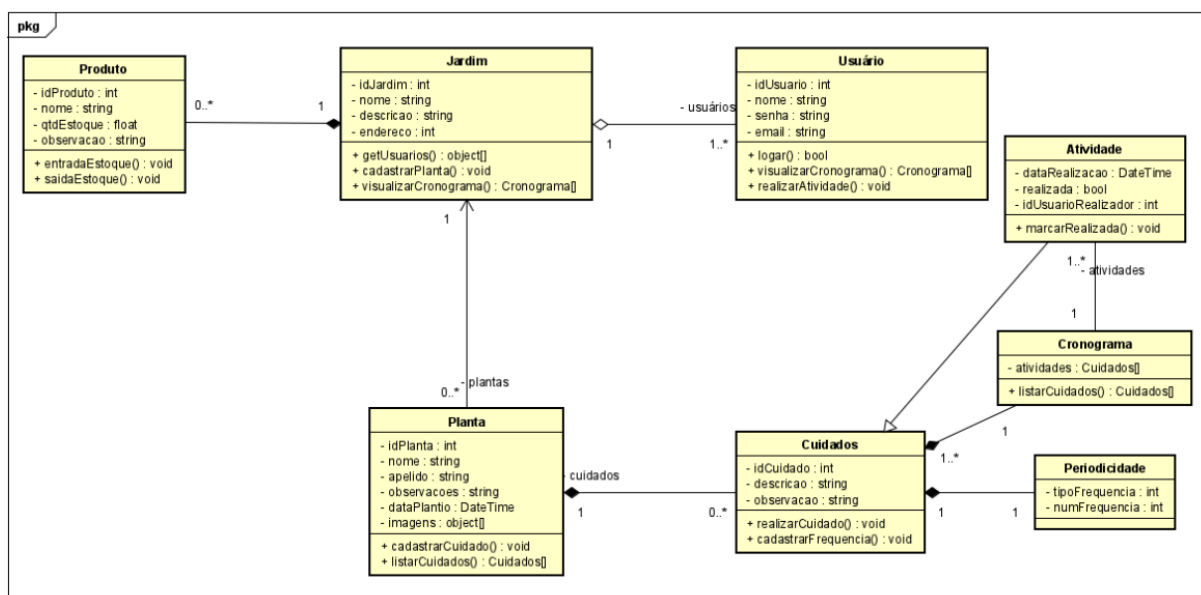 pkg
Produto
- idProduto : int
- nome : string
- qtdEstoque : float
- observacao : string
+ entradaEstoque() : void
+ saidaEstoque() : void
0..*
1
Jardim
- idJardim : int
- nome : string
- descricao : string
- endereco : int
+ getUsuarios() : object[]
+ cadastrarPlanta() : void
+ visualizarCronograma() : Cronograma[]
- usuários
1
1..*
Usuário
- idUsuario : int
- nome : string
- senha : string
- email : string
+ logar() : bool
+ visualizarCronograma() : Cronograma[]
+ realizarAtividade() : void
Atividade
- dataRealizacao : DateTime
- realizada : bool
- idUsuarioRealizador : int
+ marcarRealizada() : void
1..*
- atividades
1
Cronograma
- atividades : Cuidados[]
+ listarCuidados() : Cuidados[]
1
1..*
1
- plantas
0..*
Planta
- idPlanta : int
- nome : string
- apelido : string
- observacoes : string
- dataPlantio : DateTime
- imagens : object[]
+ cadastrarCuidado() : void
+ listarCuidados() : Cuidados[]
- cuidados
1
0..*
Cuidados
- idCuidado : int
- descricao : string
- observacao : string
+ realizarCuidado() : void
+ cadastrarFrequencia() : void
1
1
Periodicidade
- tipoFrequencia : int
- numFrequencia : int